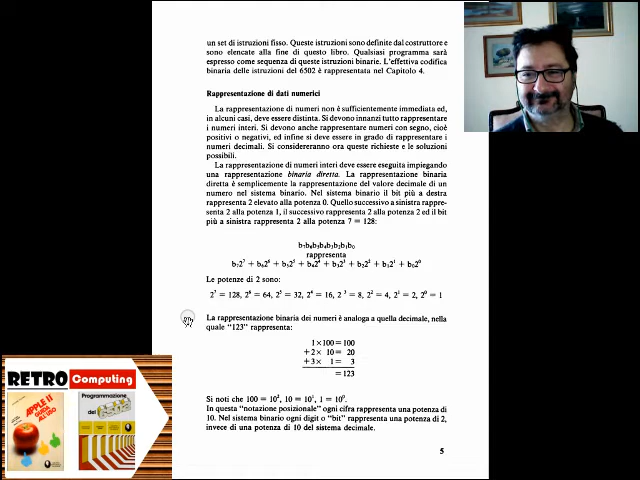 un set di istruzioni fisso. Queste istruzioni sono definite dal costruttore e
sono elencate alla fine di questo libro. Qualsiasi programma sarà
espresso come sequenza di queste istruzioni binarie. L'effettiva codifica
binaria delle istruzioni del 6502 è rappresentata nel Capitolo 4.
Rappresentazione di dati numerici
La rappresentazione di numeri non è sufficientemente immediata ed,
in alcuni casi, deve essere distinta. Si devono innanzi tutto rappresentare
i numeri interi. Si devono anche rappresentare numeri con segno, cioè
positivi o negativi, ed infine si deve essere in grado di rappresentare i
numeri decimali. Si considereranno ora queste richieste e le soluzioni
possibili.
La rappresentazione di numeri interi deve essere eseguita impiegando
una rappresentazione binaria diretta. La rappresentazione binaria
diretta è semplicemente la rappresentazione del valore decimale di un
numero nel sistema binario. Nel sistema binario il bit più a destra
rappresenta 2 elevato alla potenza 0. Quello successivo a sinistra rappre-
senta 2 alla potenza 1, il successivo rappresenta 2 alla potenza 2 ed il bit
più a sinistra rappresenta 2 alla potenza 7 = 128:
b₇b₆b₅b₄b₃b₂b₁b₀
rappresenta
b₇2⁷ + b₆2⁶ + b₅2⁵ + b₄2⁴ + b₃2³ + b₂2² + b₁2¹ + b₀2⁰
Le potenze di 2 sono:
2⁷ = 128, 2⁶ = 64, 2⁵ = 32, 2⁴ = 16, 2³ = 8, 2² = 4, 2¹ = 2, 2⁰ = 1
La rappresentazione binaria dei numeri è analoga a quella decimale, nella
quale "123" rappresenta:
1 × 100 = 100
+ 2 × 10 = 20
+ 3 × 1 = 3
= 123
Si noti che 100 = 10², 10 = 10¹, 1 = 10⁰.
In questa "notazione posizionale" ogni cifra rappresenta una potenza di
10. Nel sistema binario ogni digit o "bit" rappresenta una potenza di 2,
invece di una potenza di 10 del sistema decimale.
5
RETRO Computing
APPLE II
GUIDA
ALL'USO
Programmazione
del 6502